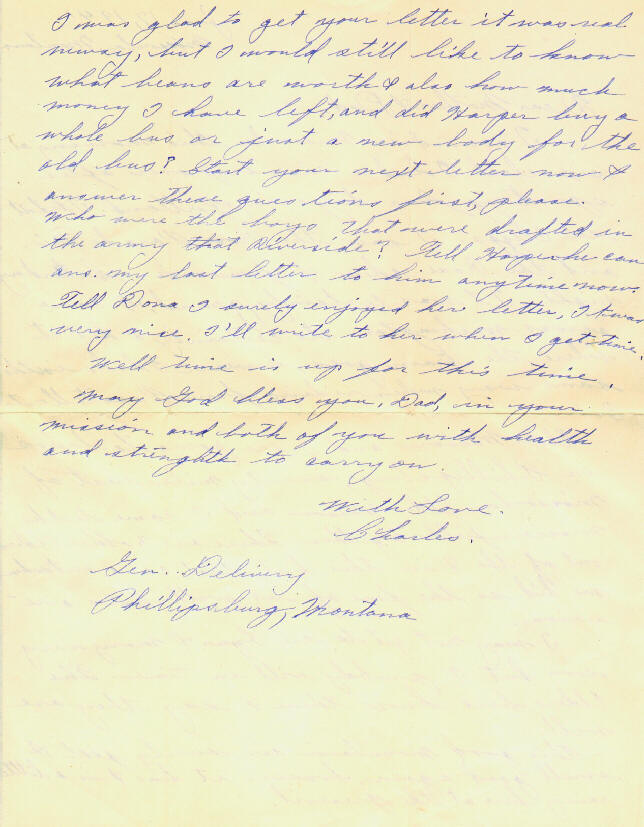 I was glad to get your letter it was real
newsy, but I would still like to know
what beans are worth & also how much
money I have left, and did Harper buy a
whole bus or just a new body for the
old bus? Start your next letter now &
answer these questions first, please.
Who were the boys that were drafted in
the army that Riverside? Tell Harper he can
ans. my last letter to him anytime now.
Tell Dona I surely enjoyed her letter, It was
very nice. I'll write to her when I get time.
Well time is up for this time.
May God bless you, Dad, in your
mission and both of you with health
and strenghth to carry on.
With Love.
Charles.
Gen. Delivery
Phillipsburg, Montana